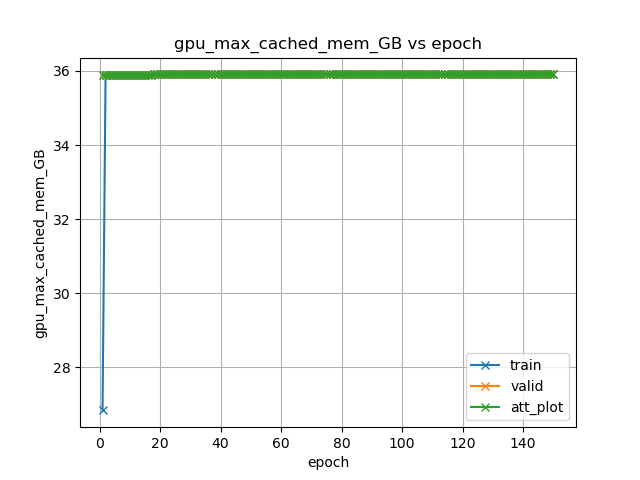 gpu_max_cached_mem_GB vs epoch
36
34
32
30
28
gpu_max_cached_mem_GB
0 20 40 60 80 100 120 140
epoch
train
valid
att_plot